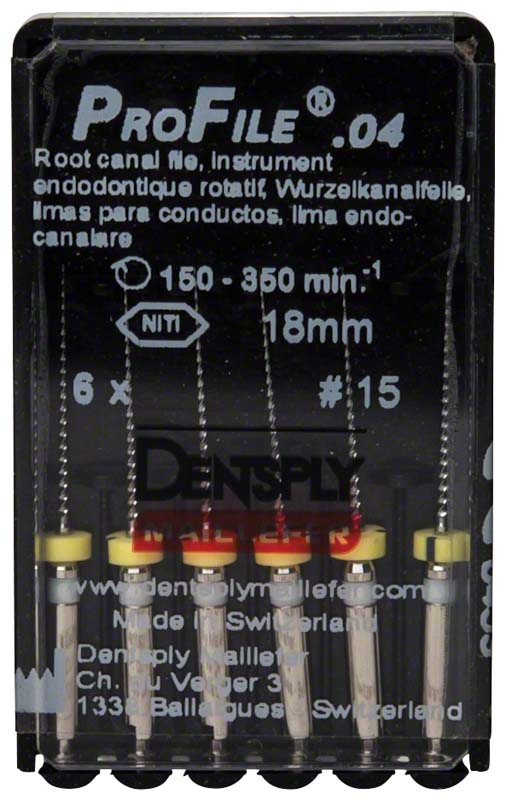 PROFILE® .04
Root canal file, instrument
endodontique rotatif, Wurzelkanalfeile,
limas para conductos, lima endo-
canalare
150 - 350 min.-1
NITI 18mm
6 x # 15
DENTSPLY
MAILLEFER
www.dentsplymaillefer.com
Made in Switzerland
Dentsply Maillefer
Ch. du Verger 3
1338 Ballaigues Switzerland